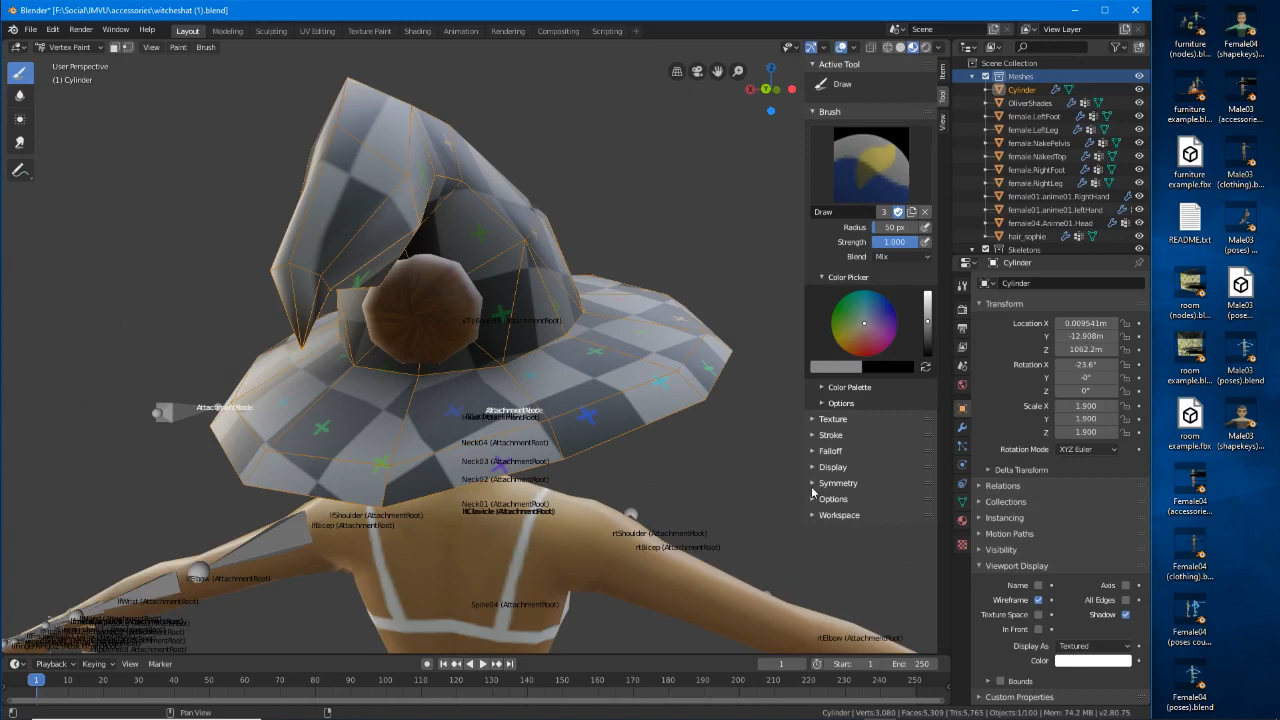 Blender* [F:\Social\IMVU\accessories\witcheshat (1).blend]
File Edit Render Window Help
Layout Modeling Sculpting UV Editing Texture Paint Shading Animation Rendering Compositing Scripting +
Scene
View Layer
Vertex Paint View Paint Brush
User Perspective
(1) Cylinder
Active Tool
Draw
Brush
Draw 3
Radius 50 px
Strength 1.000
Blend Mix
Color Picker
Color Palette
Options
Texture
Stroke
Falloff
Display
Symmetry
Options
Workspace
Item
Tool
View
Scene Collection
Meshes
Cylinder
OliverShades
female.LeftFoot
female.LeftLeg
female.NakePelvis
female.NakedTop
female.RightFoot
female.RightLeg
female01.anime01.RightHand
female01.anime01.leftHand
female04.Anime01.Head
hair_sophie
Skeletons
Cylinder
Cylinder
Transform
Location X 0.009541m
Y -12.908m
Z 1062.2m
Rotation X -23.6°
Y -0°
Z 0°
Scale X 1.900
Y 1.900
Z 1.900
Rotation Mode XYZ Euler
Delta Transform
Relations
Collections
Instancing
Motion Paths
Visibility
Viewport Display
Name Axis
Wireframe All Edges
Texture Space Shadow
In Front
Display As Textured
Color
Bounds
Custom Properties
AttachmentNode
AttachmentNode
Neck04 (AttachmentRoot)
Neck03 (AttachmentRoot)
Neck02 (AttachmentRoot)
Neck01 (AttachmentRoot)
lfShoulder (AttachmentRoot)
lfBicep (AttachmentRoot)
rtShoulder (AttachmentRoot)
rtBicep (AttachmentRoot)
lfElbow (AttachmentRoot)
lfWrist (AttachmentRoot)
Spine04 (AttachmentRoot)
rtElbow (AttachmentRoot)
Playback Keying View Marker
1 Start: 1 End: 250
1 10 20 30 40 50 60 70 80 90 100 110 120 130 140 150 160 170 180 190 200 210 220 230 240 250
Pan View
Cylinder | Verts:3,080 | Faces:5,309 | Tris:5,765 | Objects:1/100 | Mem: 74.2 MB | v2.80.75
furniture
(nodes).bl...
Female04
(shapekeys)...
furniture
example.bl...
Male03
(accessorie...
furniture
example.fbx
Male03
(clothing).b...
README.txt
Male03
(poses) ...
room
(nodes).bl...
Male03
(pose...
room
example.bl...
Male03
(poses).blend
room
example.fbx
Male03
(shapekeys)...
Female04
(accessorie...
Female04
(clothing).b...
Female04
(poses cou...
Female04
(poses).blend